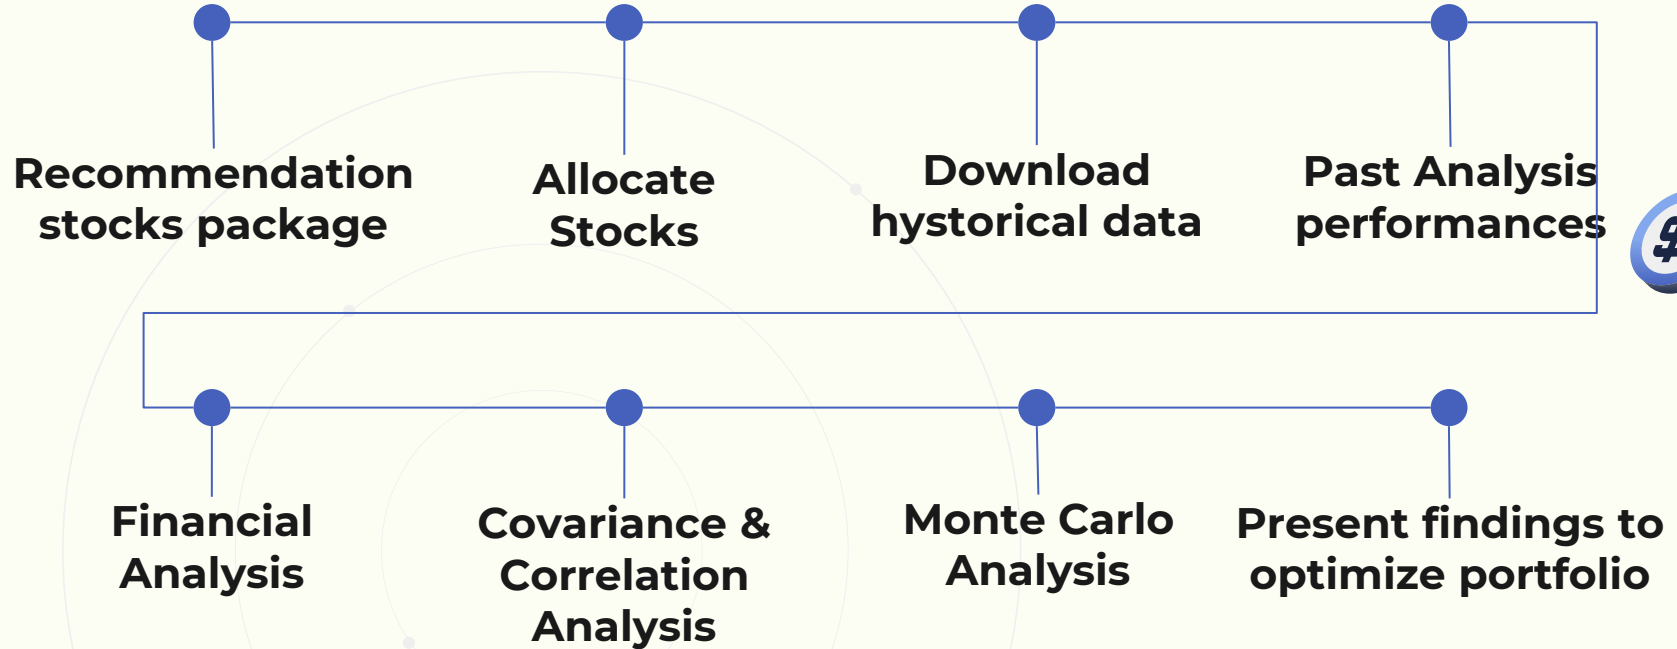 Recommendation
stocks package
Allocate
Stocks
Download
hystorical data
Past Analysis
performances
$
Financial
Analysis
Covariance &
Correlation
Analysis
Monte Carlo
Analysis
Present findings to
optimize portfolio